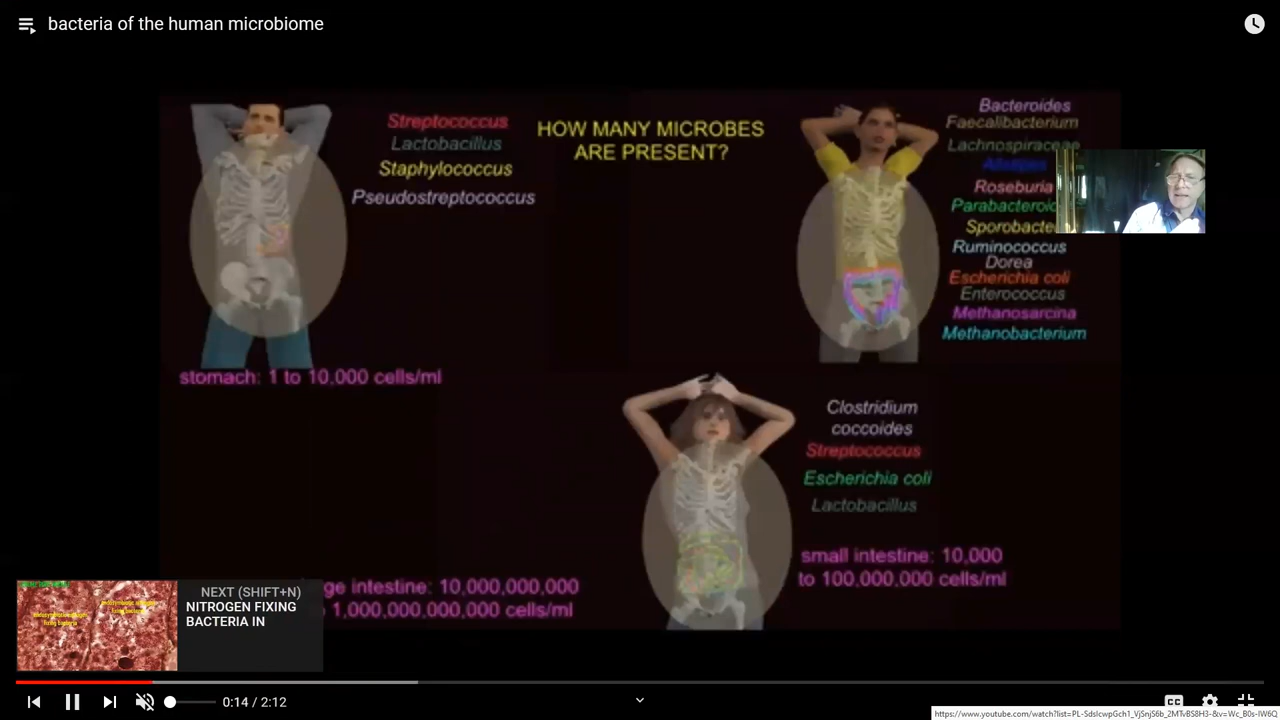 bacteria of the human microbiome
Streptococcus
Lactobacillus
Staphylococcus
Pseudostreptococcus
HOW MANY MICROBES
ARE PRESENT?
Bacteroides
Faecalibacterium
Lachnospiraceae
Alistipes
Roseburia
Parabacteroid
Sporobacte
Ruminococcus
Dorea
Escherichia coli
Enterococcus
Methanosarcina
Methanobacterium
stomach: 1 to 10,000 cells/ml
Clostridium
coccoides
Streptococcus
Escherichia coli
Lactobacillus
small intestine: 10,000
to 100,000,000 cells/ml
ge intestine: 10,000,000,000
1,000,000,000,000 cells/ml
NEXT (SHIFT+N)
NITROGEN FIXING
BACTERIA IN
0:14 / 2:12
CC